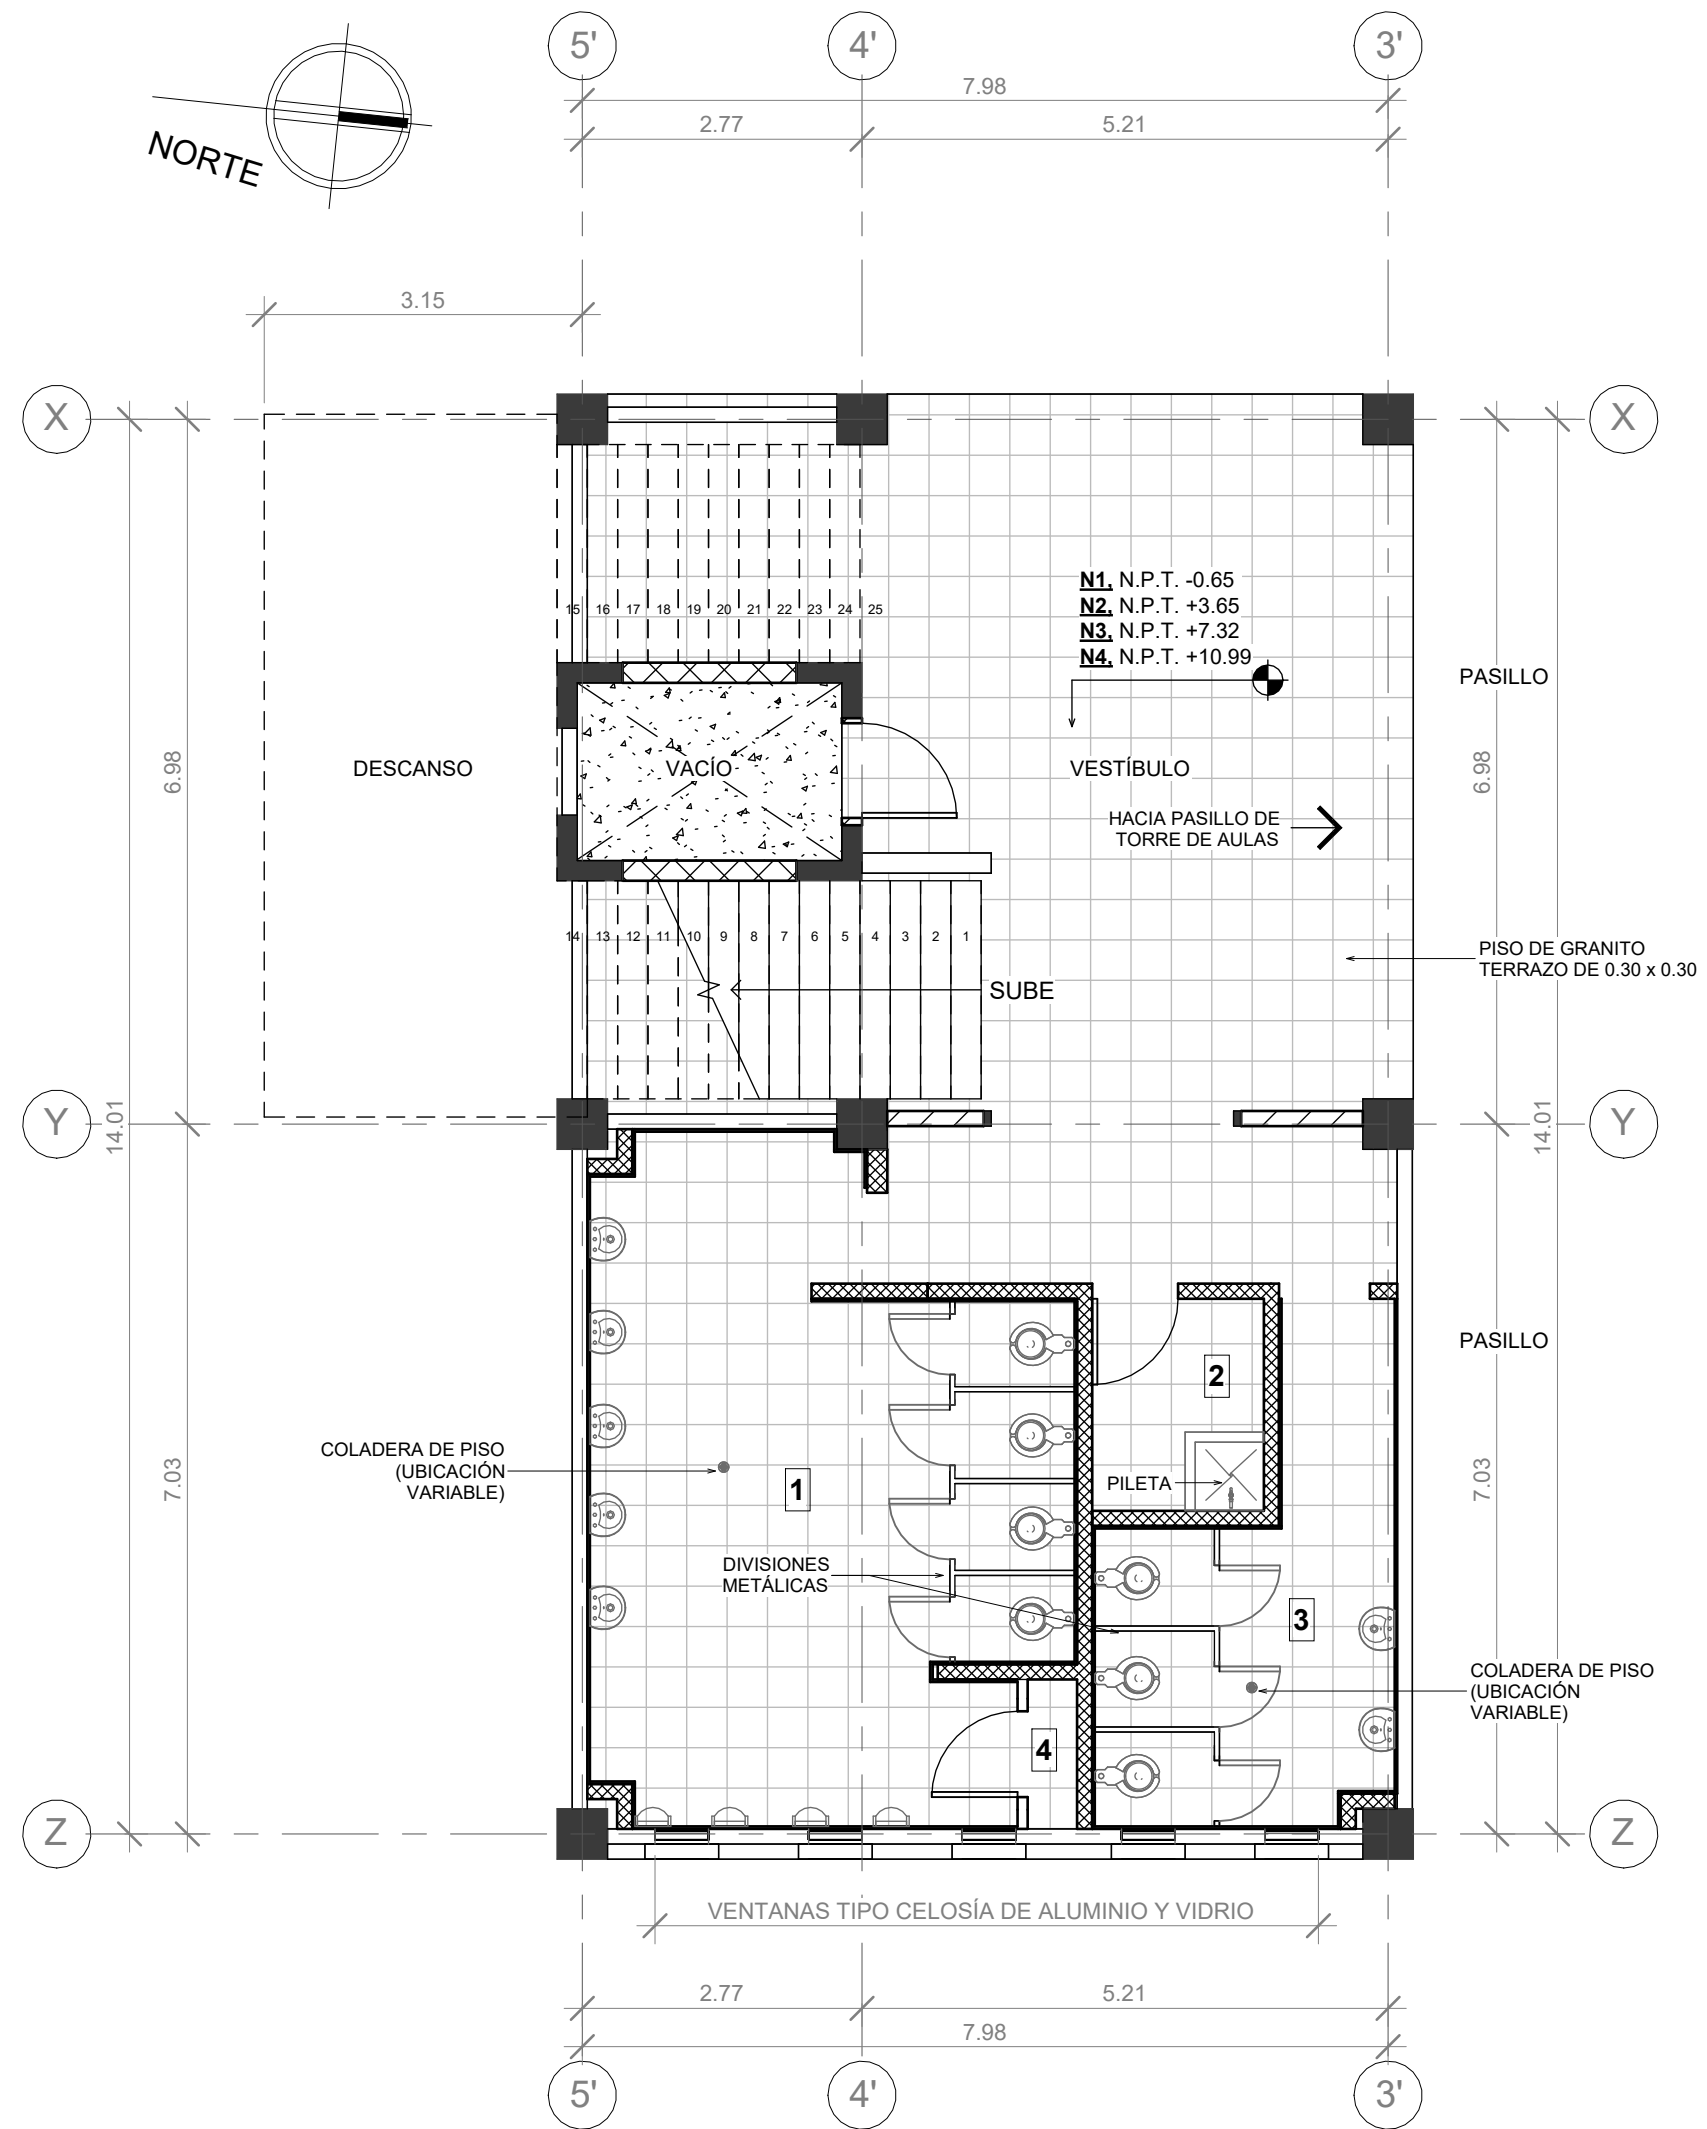 5' 4' 3'
7.98
2.77 5.21
NORTE
3.15
X X
N1, N.P.T. -0.65
N2, N.P.T. +3.65
N3, N.P.T. +7.32
N4, N.P.T. +10.99
15 16 17 18 19 20 21 22 23 24 25
PASILLO
6.98 6.98
DESCANSO VACÍO VESTÍBULO
HACIA PASILLO DE
TORRE DE AULAS
14 13 12 11 10 9 8 7 6 5 4 3 2 1
PISO DE GRANITO
TERRAZO DE 0.30 x 0.30
SUBE
Y Y
14.01 14.01
PASILLO
2
COLADERA DE PISO
(UBICACIÓN
VARIABLE)
7.03 7.03
1
PILETA
DIVISIONES
METÁLICAS
3
COLADERA DE PISO
(UBICACIÓN
VARIABLE)
4
Z Z
VENTANAS TIPO CELOSÍA DE ALUMINIO Y VIDRIO
2.77 5.21
7.98
5' 4' 3'